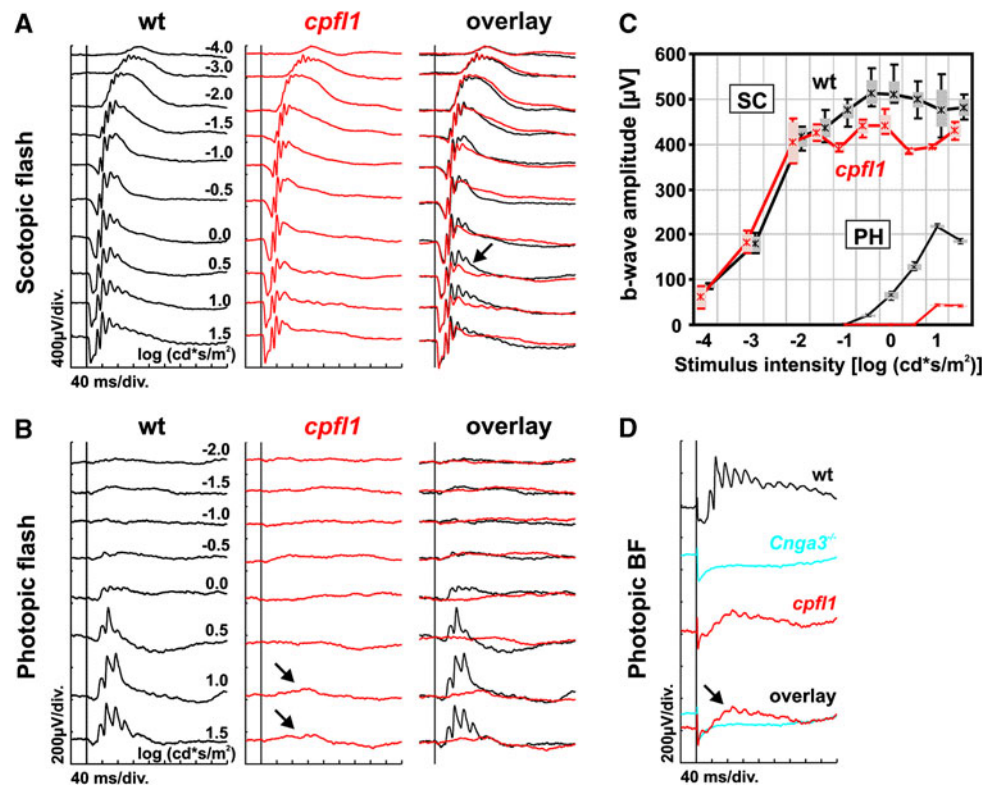 A
wt
cpfl1
overlay
Scotopic flash
-4.0
-3.0
-2.0
-1.5
-1.0
-0.5
0.0
0.5
1.0
1.5
log (cd*s/m²)
400µV/div.
40 ms/div.
B
wt
cpfl1
overlay
Photopic flash
-2.0
-1.5
-1.0
-0.5
0.0
0.5
1.0
1.5
log (cd*s/m²)
200µV/div.
40 ms/div.
C
b-wave amplitude [µV]
600
500
400
300
200
100
0
SC
wt
cpfl1
PH
-4 -3 -2 -1 0 1
Stimulus intensity [log (cd*s/m²)]
D
Photopic BF
wt
Cnga3-/-
cpfl1
overlay
200µV/div.
40 ms/div.